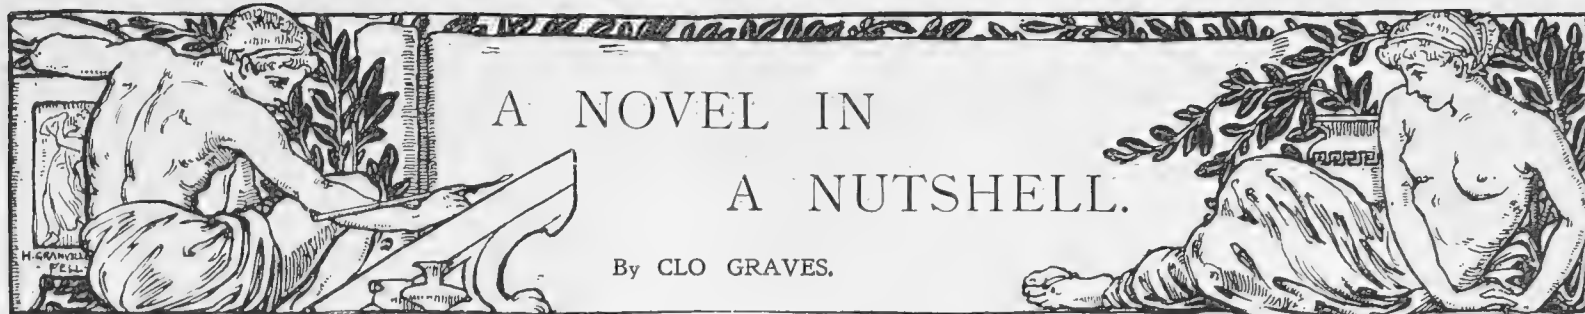 A NOVEL IN
A NUTSHELL.
By CLO GRAVES.
H. GRANVILLE
FELL